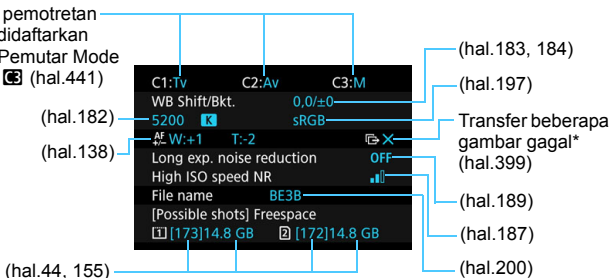 pemotretan
didaftarkan
Pemutar Mode
C3 (hal.441)
C1:Tv C2:Av C3:M
WB Shift/Bkt. 0,0/±0 (hal.183, 184)
(hal.182) 5200 K sRGB (hal.197)
(hal.138) AF +/- W:+1 T:-2 Transfer beberapa
gambar gagal*
(hal.399)
Long exp. noise reduction OFF (hal.189)
High ISO speed NR (hal.187)
File name BE3B (hal.200)
[Possible shots] Freespace
1 [173]14.8 GB 2 [172]14.8 GB
(hal.44, 155)